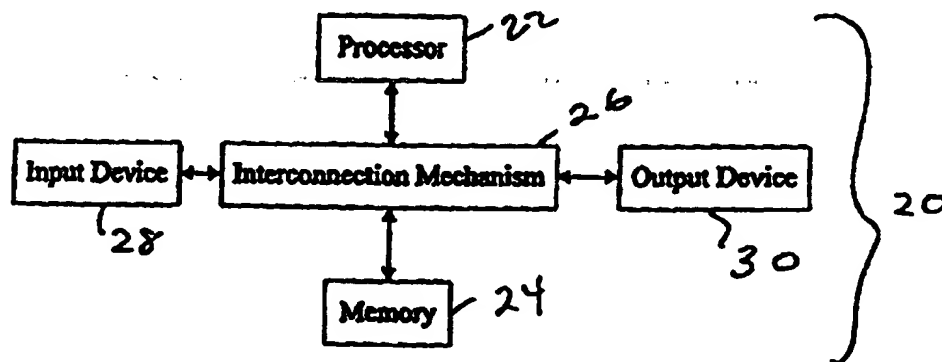 Processor 22
26
Input Device Interconnection Mechanism Output Device
20
28 30
Memory 24